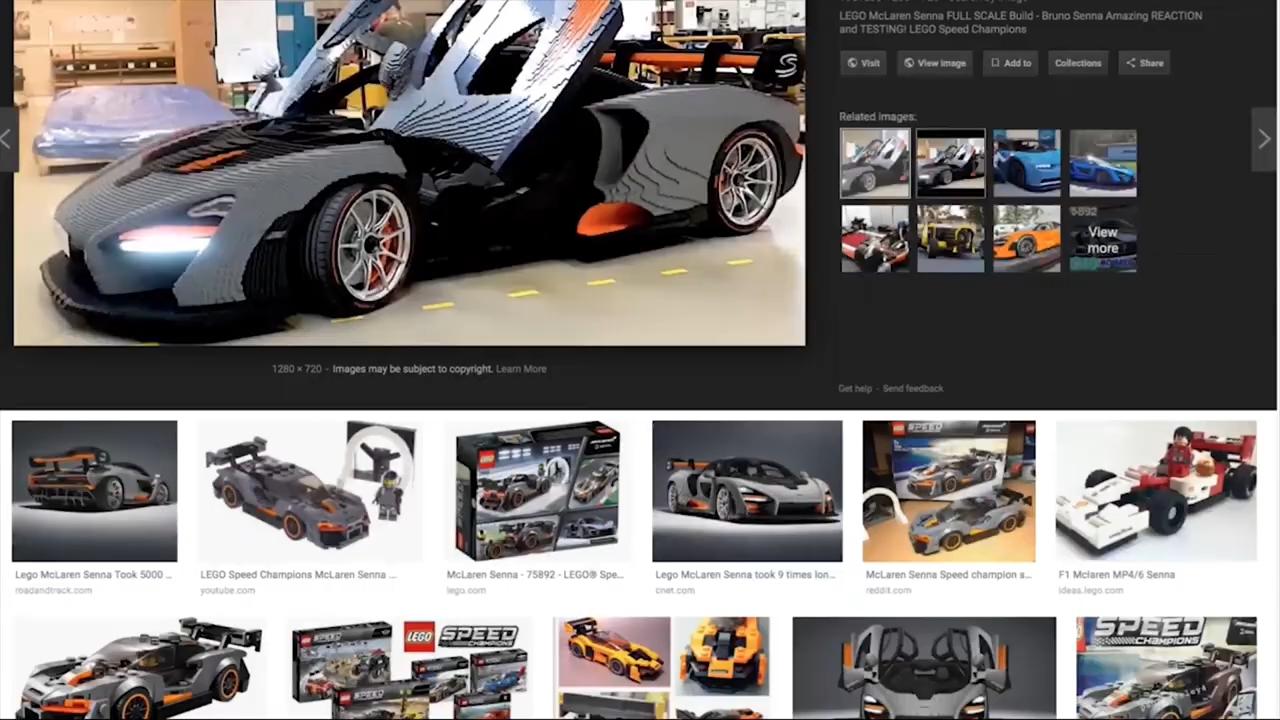 LEGO McLaren Senna FULL SCALE Build - Bruno Senna Amazing REACTION
and TESTING! LEGO Speed Champions
Visit
View image
Add to
Collections
Share
Related images:
View
more
1280 × 720 - Images may be subject to copyright. Learn More
Get help - Send feedback
Lego McLaren Senna Took 5000 ...
roadandtrack.com
LEGO Speed Champions McLaren Senna ...
youtube.com
McLaren Senna - 75892 - LEGO® Spe...
lego.com
Lego McLaren Senna took 9 times lon...
cnet.com
McLaren Senna Speed champion s...
reddit.com
F1 Mclaren MP4/6 Senna
ideas.lego.com
LEGO SPEED
CHAMPIONS
SPEED
CHAMPIONS